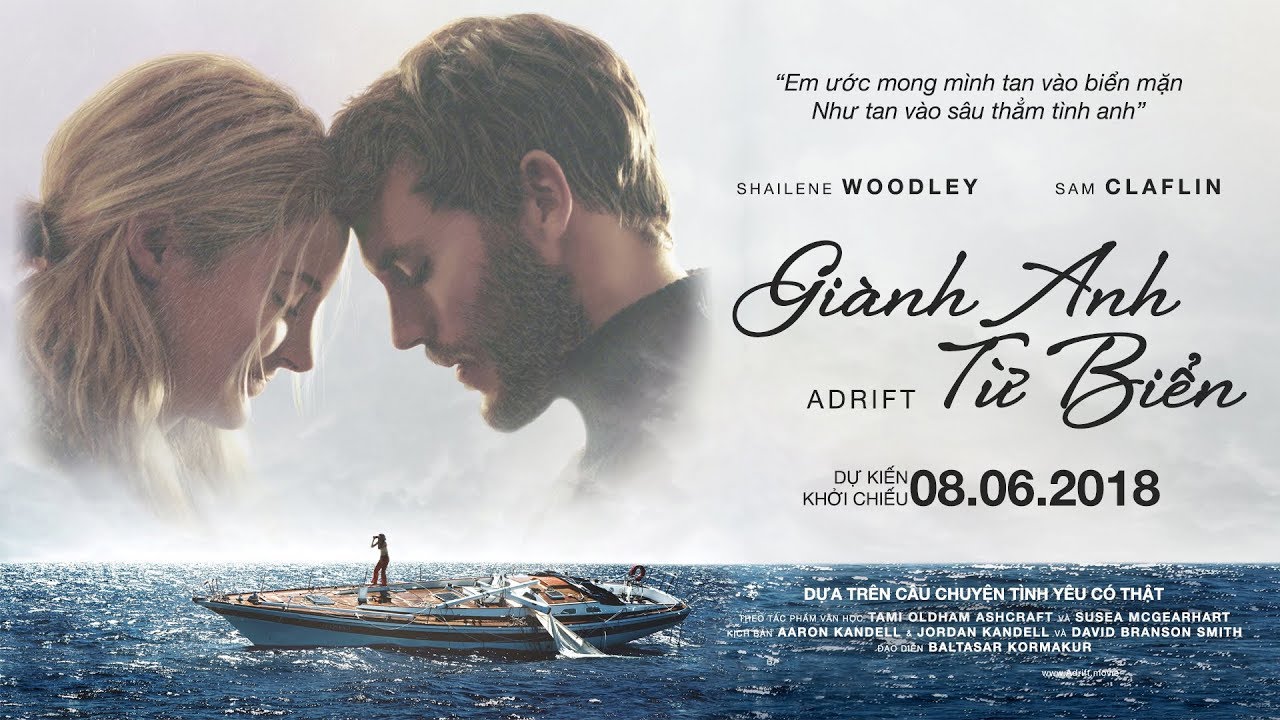 “Em ước mong mình tan vào biển mặn
Như tan vào sâu thẳm tình anh”
SHAILENE WOODLEY
SAM CLAFLIN
Giành Anh
ADRIFT Từ Biển
DỰ KIẾN
KHỞI CHIẾU 08.06.2018
DỰA TRÊN CÂU CHUYỆN TÌNH YÊU CÓ THẬT
THEO TÁC PHẨM VĂN HỌC: TAMI OLDHAM ASHCRAFT VÀ SUSEA MCGEARHART
KỊCH BẢN AARON KANDELL & JORDAN KANDELL VÀ DAVID BRANSON SMITH
ĐẠO DIỄN BALTASAR KORMAKUR
www.Adrift.movie